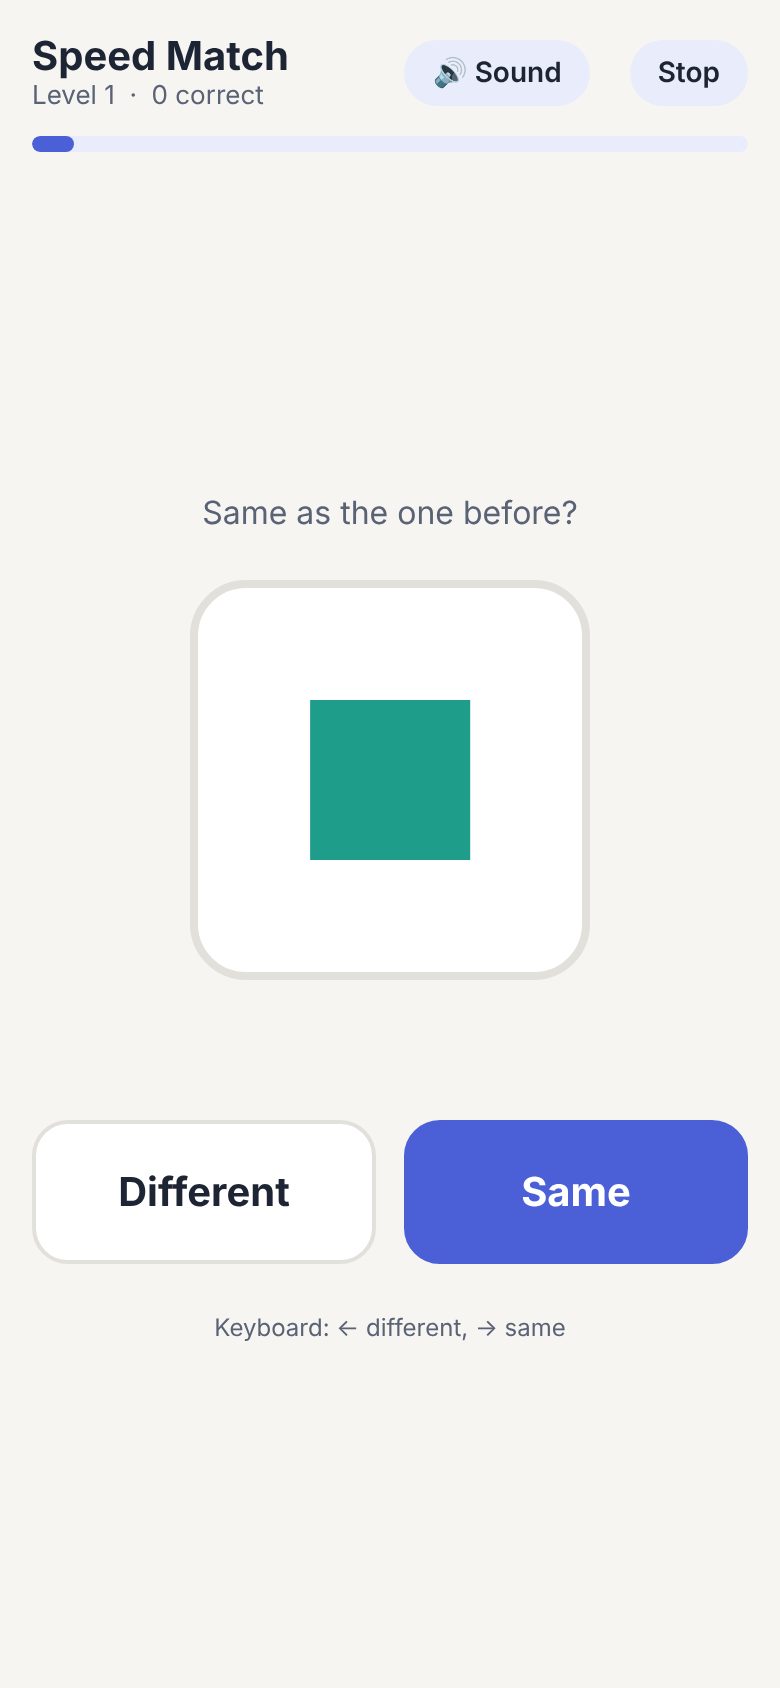 Speed Match
Level 1 · 0 correct
🔊 Sound
Stop
Same as the one before?
Different
Same
Keyboard: ← different, → same